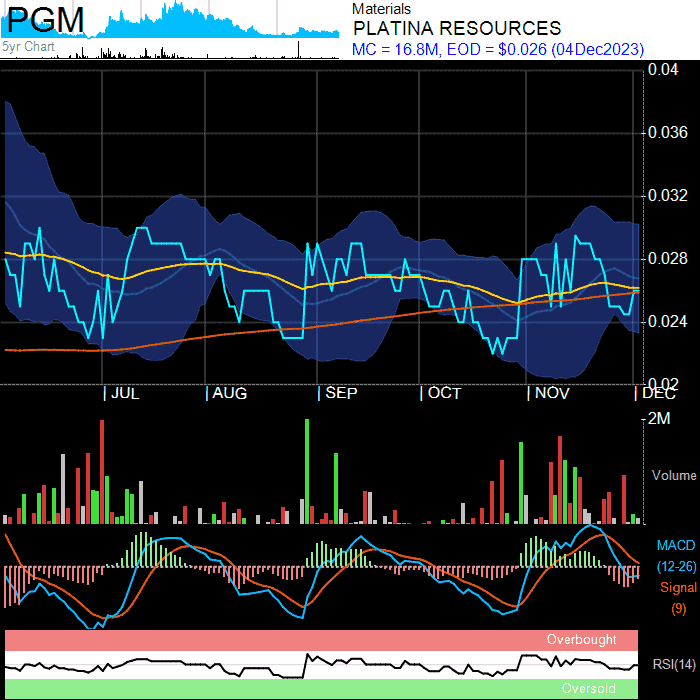 PGM
5yr Chart
Materials
PLATINA RESOURCES
MC = 16.8M, EOD = $0.026 (04Dec2023)
0.04
0.036
0.032
0.028
0.024
0.02
JUL
AUG
SEP
OCT
NOV
DEC
2M
Volume
MACD
(12-26)
Signal
(9)
Overbought
RSI(14)
Oversold